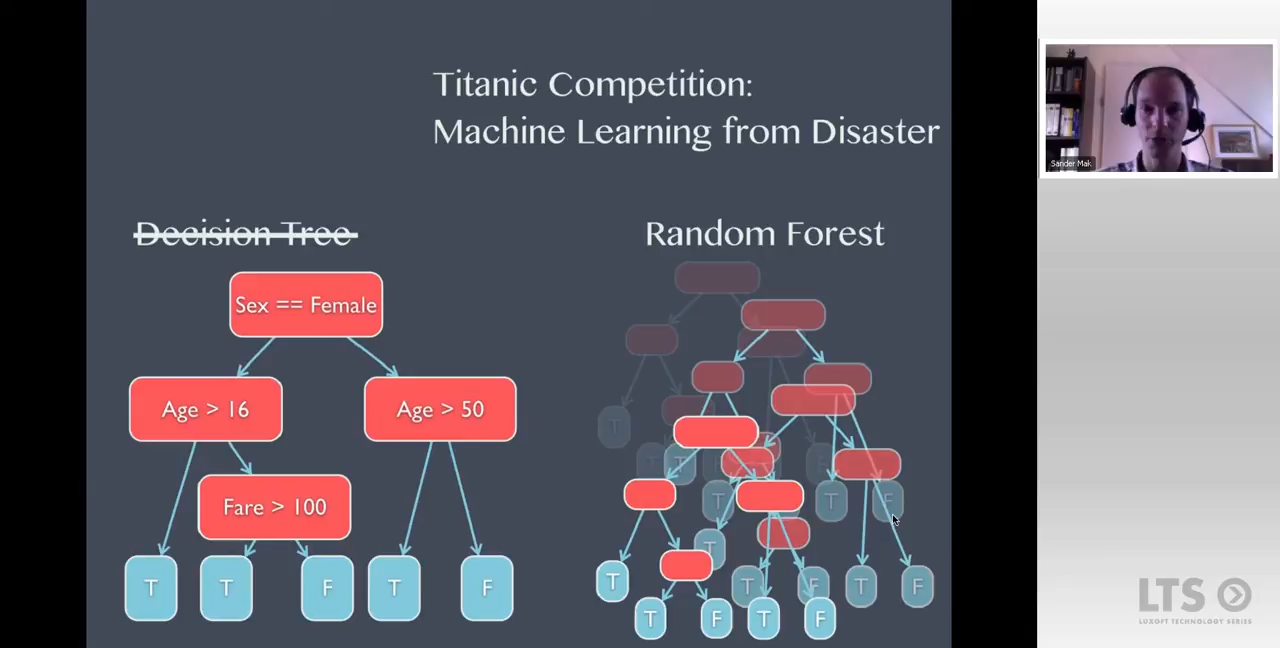 Titanic Competition:
Machine Learning from Disaster
Sander Mak
Decision Tree
Random Forest
Sex == Female
Age > 16
Age > 50
Fare > 100
T
T
F
T
F
T
T
F
T
F
T
T
F
T
T
F
T
F
T
F
LTS
LUXOFT TECHNOLOGY SERIES